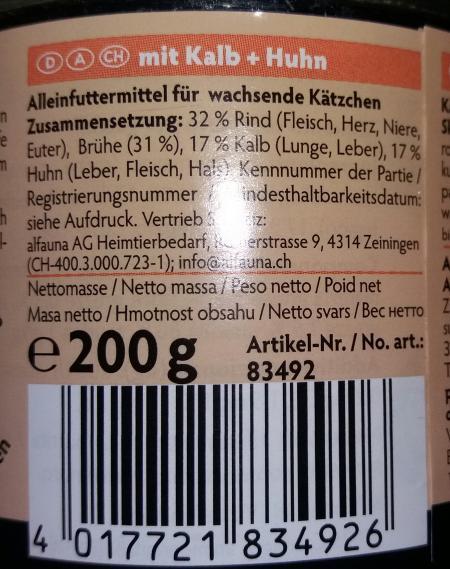 D A CH mit Kalb + Huhn
Alleinfuttermittel für wachsende Kätzchen
Zusammensetzung: 32 % Rind (Fleisch, Herz, Niere,
Euter), Brühe (31 %), 17 % Kalb (Lunge, Leber), 17 %
Huhn (Leber, Fleisch, Hals). Kennnummer der Partie /
Registrierungsnummer indesthaltbarkeitsdatum:
siehe Aufdruck. Vertrieb
alfauna AG Heimtierbedarf, erstrasse 9, 4314 Zeiningen
(CH-400.3.000.723-1); info@alfauna.ch
Nettomasse / Netto massa / Peso netto / Poid net
Masa netto / Hmotnost obsahu / Netto svars / Вес нетто
e 200 g Artikel-Nr. / No. art.:
83492
4 017721 834926